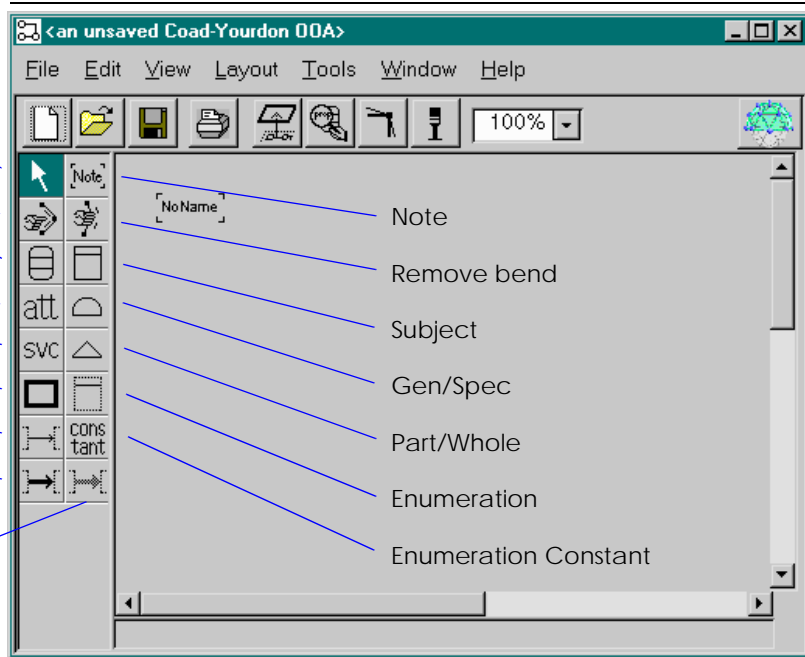 <an unsaved Coad-Yourdon OOA>
File Edit View Layout Tools Window Help
100%
Note
NoName
Note
Remove bend
Subject
att
Gen/Spec
svc
Part/Whole
Enumeration
cons
tant
Enumeration Constant